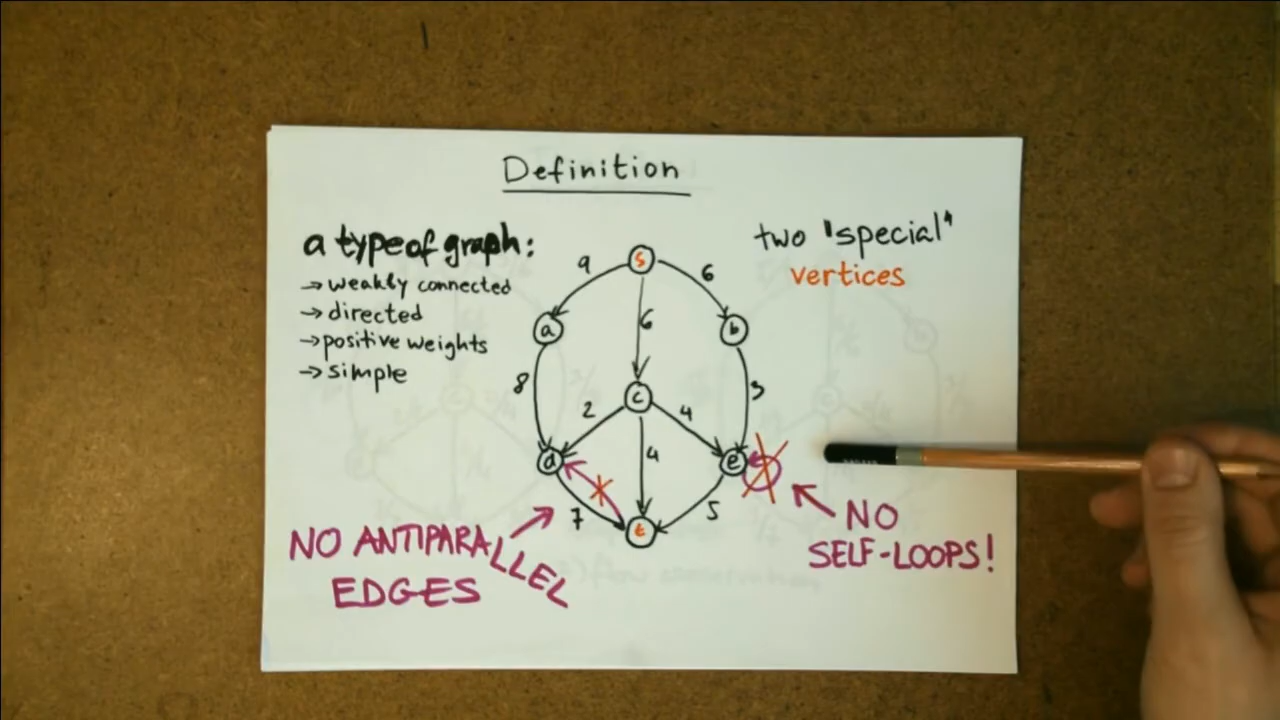 Definition
a type of graph:
→ weakly connected
→ directed
→ positive weights
→ simple
two "special"
vertices
s
9
6
6
a
b
8
c
3
2
4
4
d
e
7
5
t
NO ANTIPARALLEL
EDGES
NO
SELF-LOOPS!